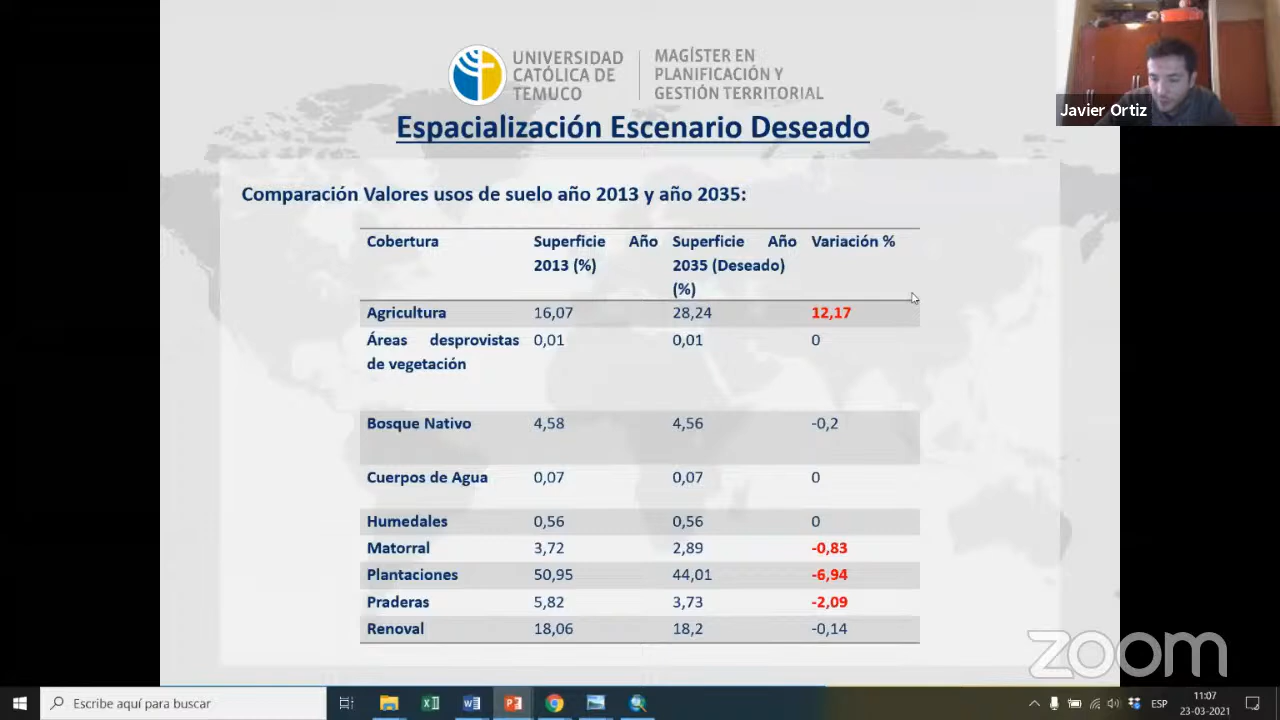 UNIVERSIDAD
CATÓLICA DE
TEMUCO
MAGÍSTER EN
PLANIFICACIÓN Y
GESTIÓN TERRITORIAL
Javier Ortiz
Espacialización Escenario Deseado
Comparación Valores usos de suelo año 2013 y año 2035:
Cobertura Superficie Año 2013 (%) Superficie Año 2035 (Deseado) (%) Variación %
Agricultura 16,07 28,24 12,17
Áreas desprovistas de vegetación 0,01 0,01 0
Bosque Nativo 4,58 4,56 -0,2
Cuerpos de Agua 0,07 0,07 0
Humedales 0,56 0,56 0
Matorral 3,72 2,89 -0,83
Plantaciones 50,95 44,01 -6,94
Praderas 5,82 3,73 -2,09
Renoval 18,06 18,2 -0,14
zoom
Escribe aquí para buscar
ESP
11:07
23-03-2021